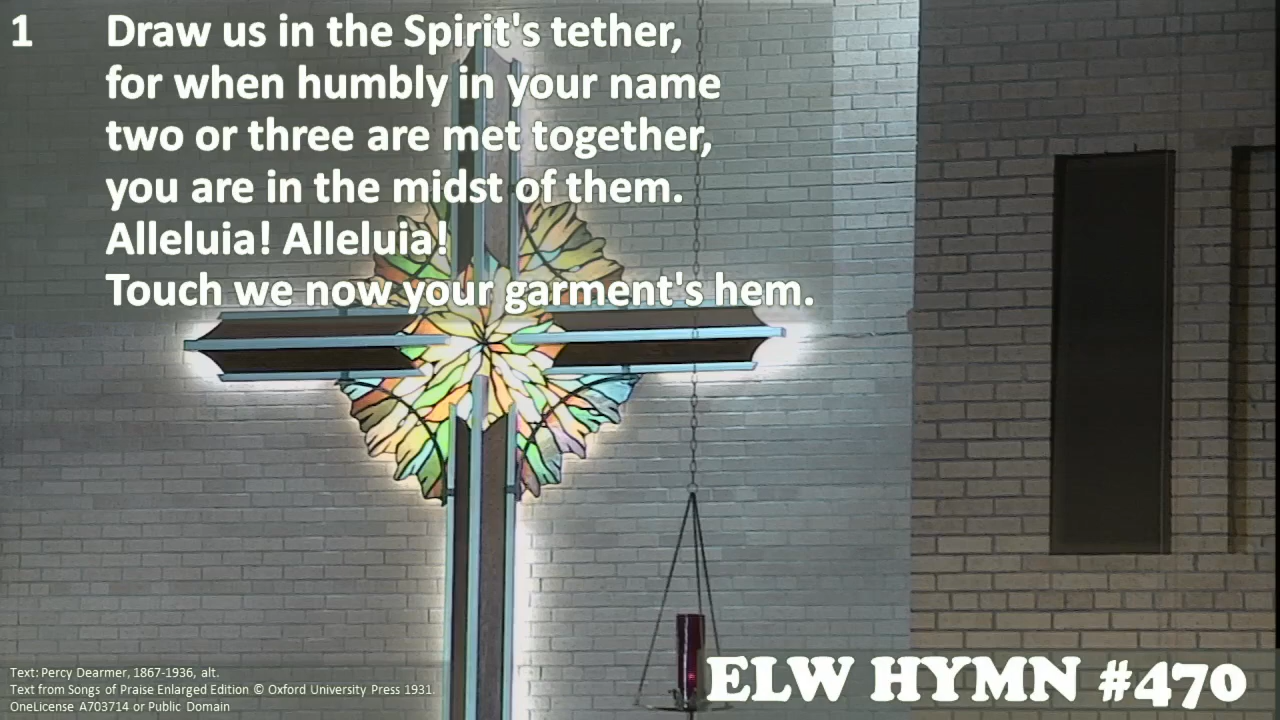 1 Draw us in the Spirit's tether,
for when humbly in your name
two or three are met together,
you are in the midst of them.
Alleluia! Alleluia!
Touch we now your garment's hem.
Text: Percy Dearmer, 1867-1936, alt.
Text from Songs of Praise Enlarged Edition © Oxford University Press 1931.
OneLicense A703714 or Public Domain
ELW HYMN #470